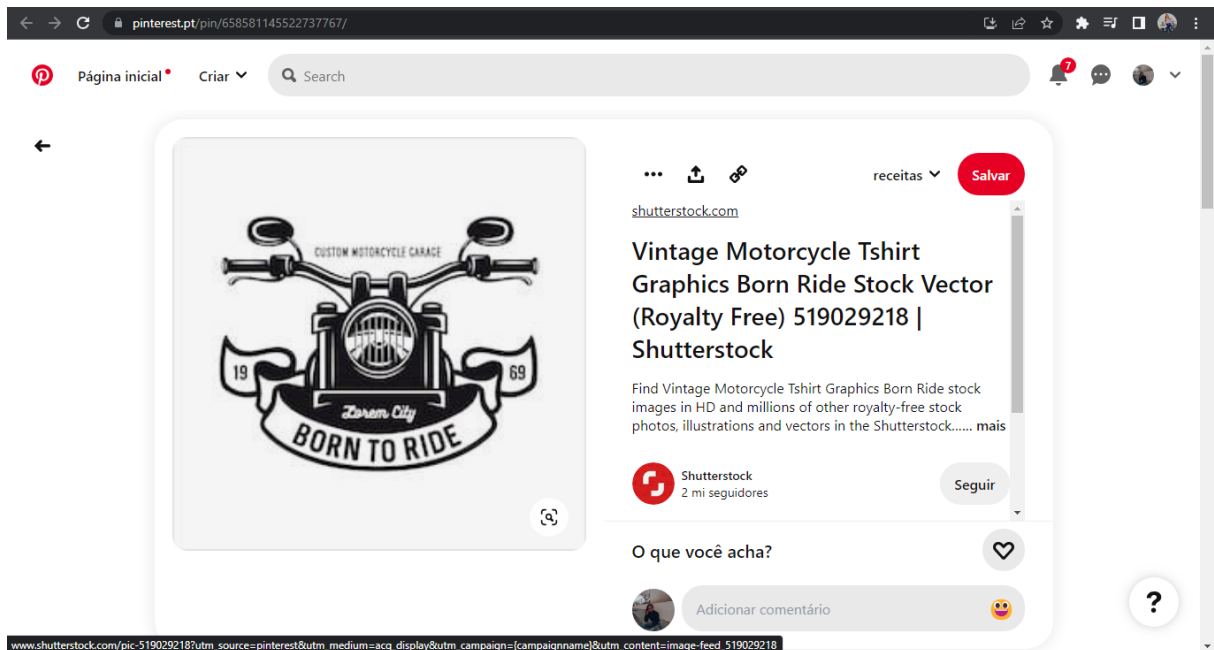 pinterest.pt/pin/658581145522737767/
Página inicial
Criar
Search
7
receitas
Salvar
shutterstock.com
CUSTOM MOTORCYCLE GARAGE
19
69
Lorem City
BORN TO RIDE
Vintage Motorcycle Tshirt
Graphics Born Ride Stock Vector
(Royalty Free) 519029218 |
Shutterstock
Find Vintage Motorcycle Tshirt Graphics Born Ride stock
images in HD and millions of other royalty-free stock
photos, illustrations and vectors in the Shutterstock...... mais
Shutterstock
2 mi seguidores
Seguir
O que você acha?
Adicionar comentário
?
www.shutterstock.com/pic-519029218?utm_source=pinterest&utm_medium=acq_display&utm_campaign={campaignname}&utm_content=image-feed_519029218